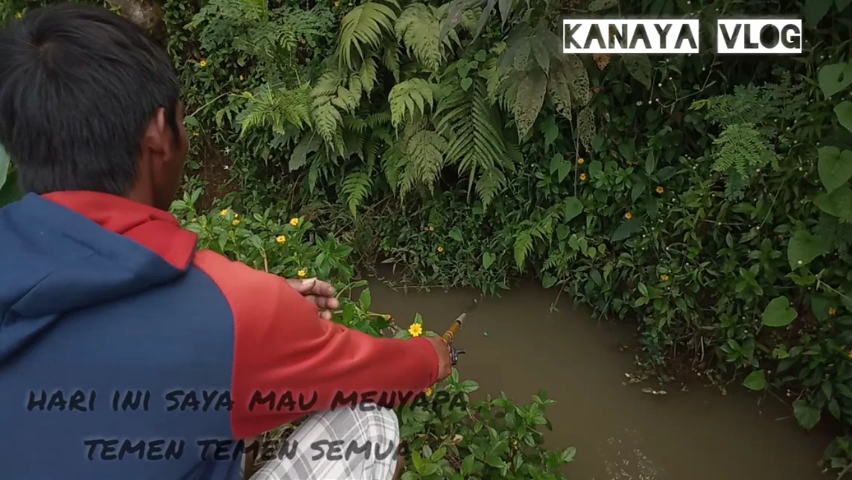 KANAYA VLOG
HARI INI SAYA MAU MENYAPA
TEMEN TEMEN SEMUA